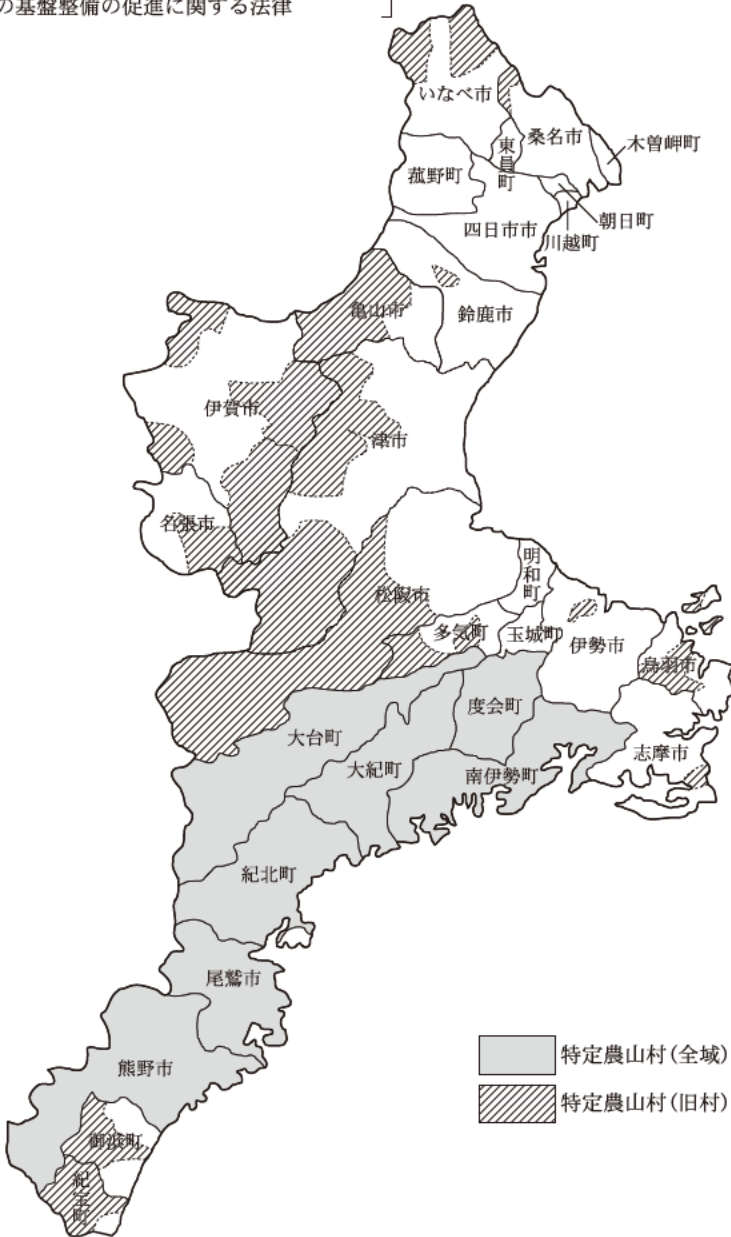 の基盤整備の促進に関する法律
いなべ市
桑名市
木曽岬町
東員町
菰野町
朝日町
四日市市
川越町
亀山市
鈴鹿市
伊賀市
津市
名張市
明和町
松阪市
多気町
玉城町
伊勢市
鳥羽市
度会町
大台町
志摩市
大紀町
南伊勢町
紀北町
尾鷲市
特定農山村(全域)
熊野市
特定農山村(旧村)
御浜町
紀宝町